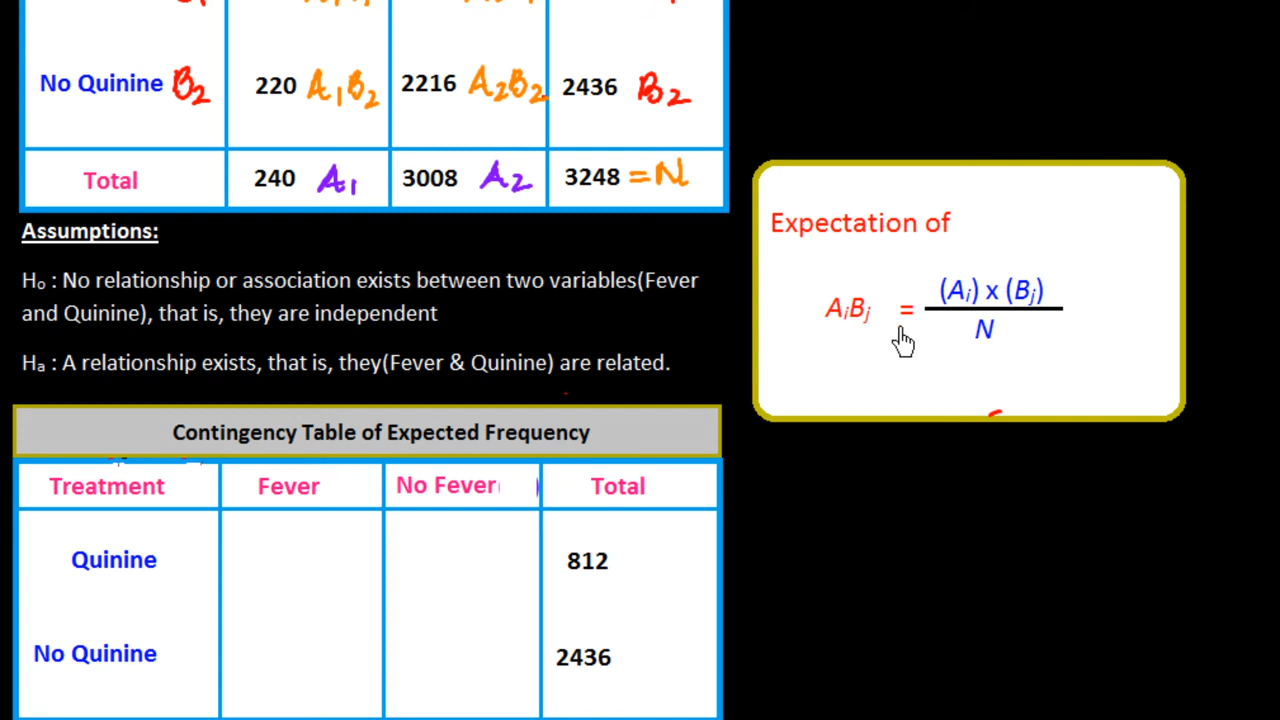 No Quinine B2 220 A1B2 2216 A2B2 2436 B2
Total 240 A1 3008 A2 3248 =N
Assumptions:
Hₒ : No relationship or association exists between two variables(Fever
and Quinine), that is, they are independent
Hₐ : A relationship exists, that is, they(Fever & Quinine) are related.
Expectation of
AᵢBⱼ = (Aᵢ) x (Bⱼ)
N
Contingency Table of Expected Frequency
Treatment Fever No Fever( ) Total
Quinine 812
No Quinine 2436